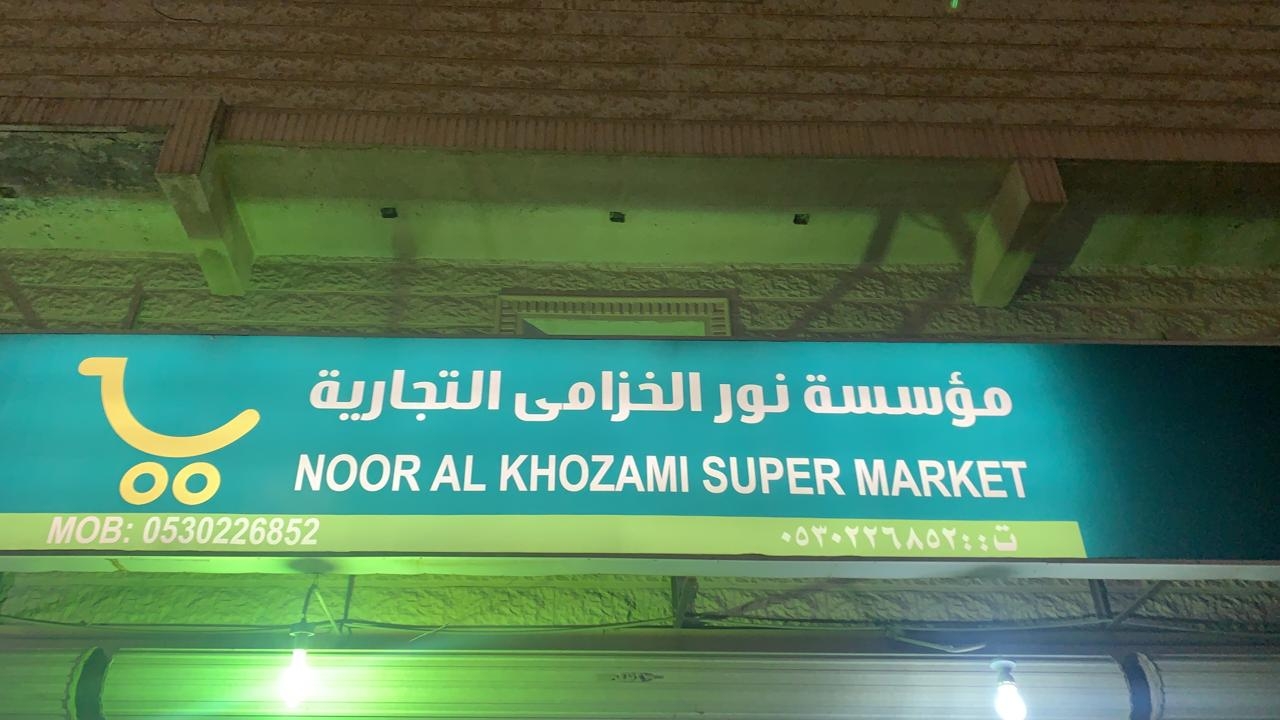 مؤسسة نور الخزامى التجارية
NOOR AL KHOZAMI SUPER MARKET
MOB: 0530226852
ت::٠٥٣٠٢٢٦٨٥٢